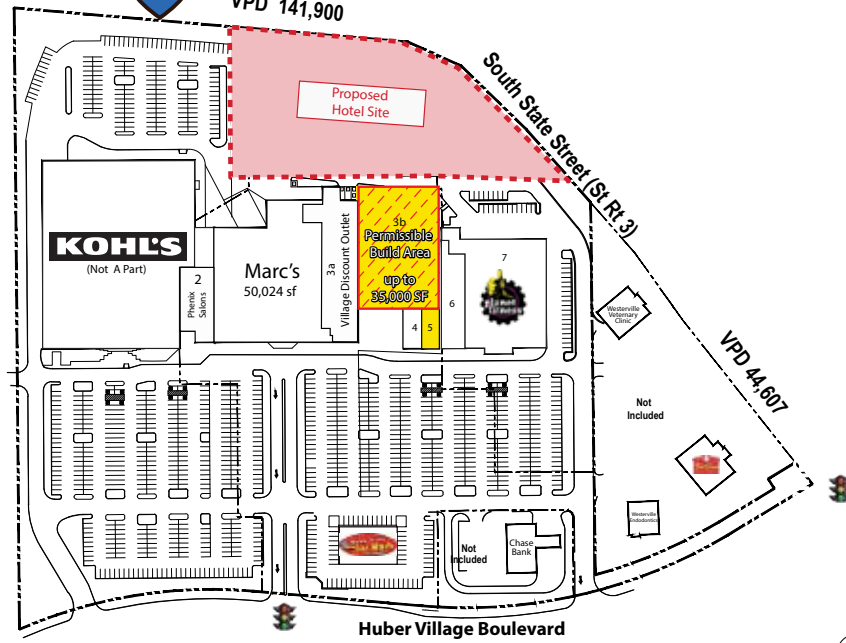 VPD 141,900
Proposed
Hotel Site
South State Street (St Rt 3)
KOHL'S
(Not A Part)
2
Phenix
Salons
Marc's
50,024 sf
3a
Village Discount Outlet
3b
Permissible
Build Area
up to
35,000 SF
4
5
6
7
Westerville
Veternary
Clinic
VPD 44,607
Not
Included
Westerville
Endodontics
Not
Included
Chase
Bank
Huber Village Boulevard